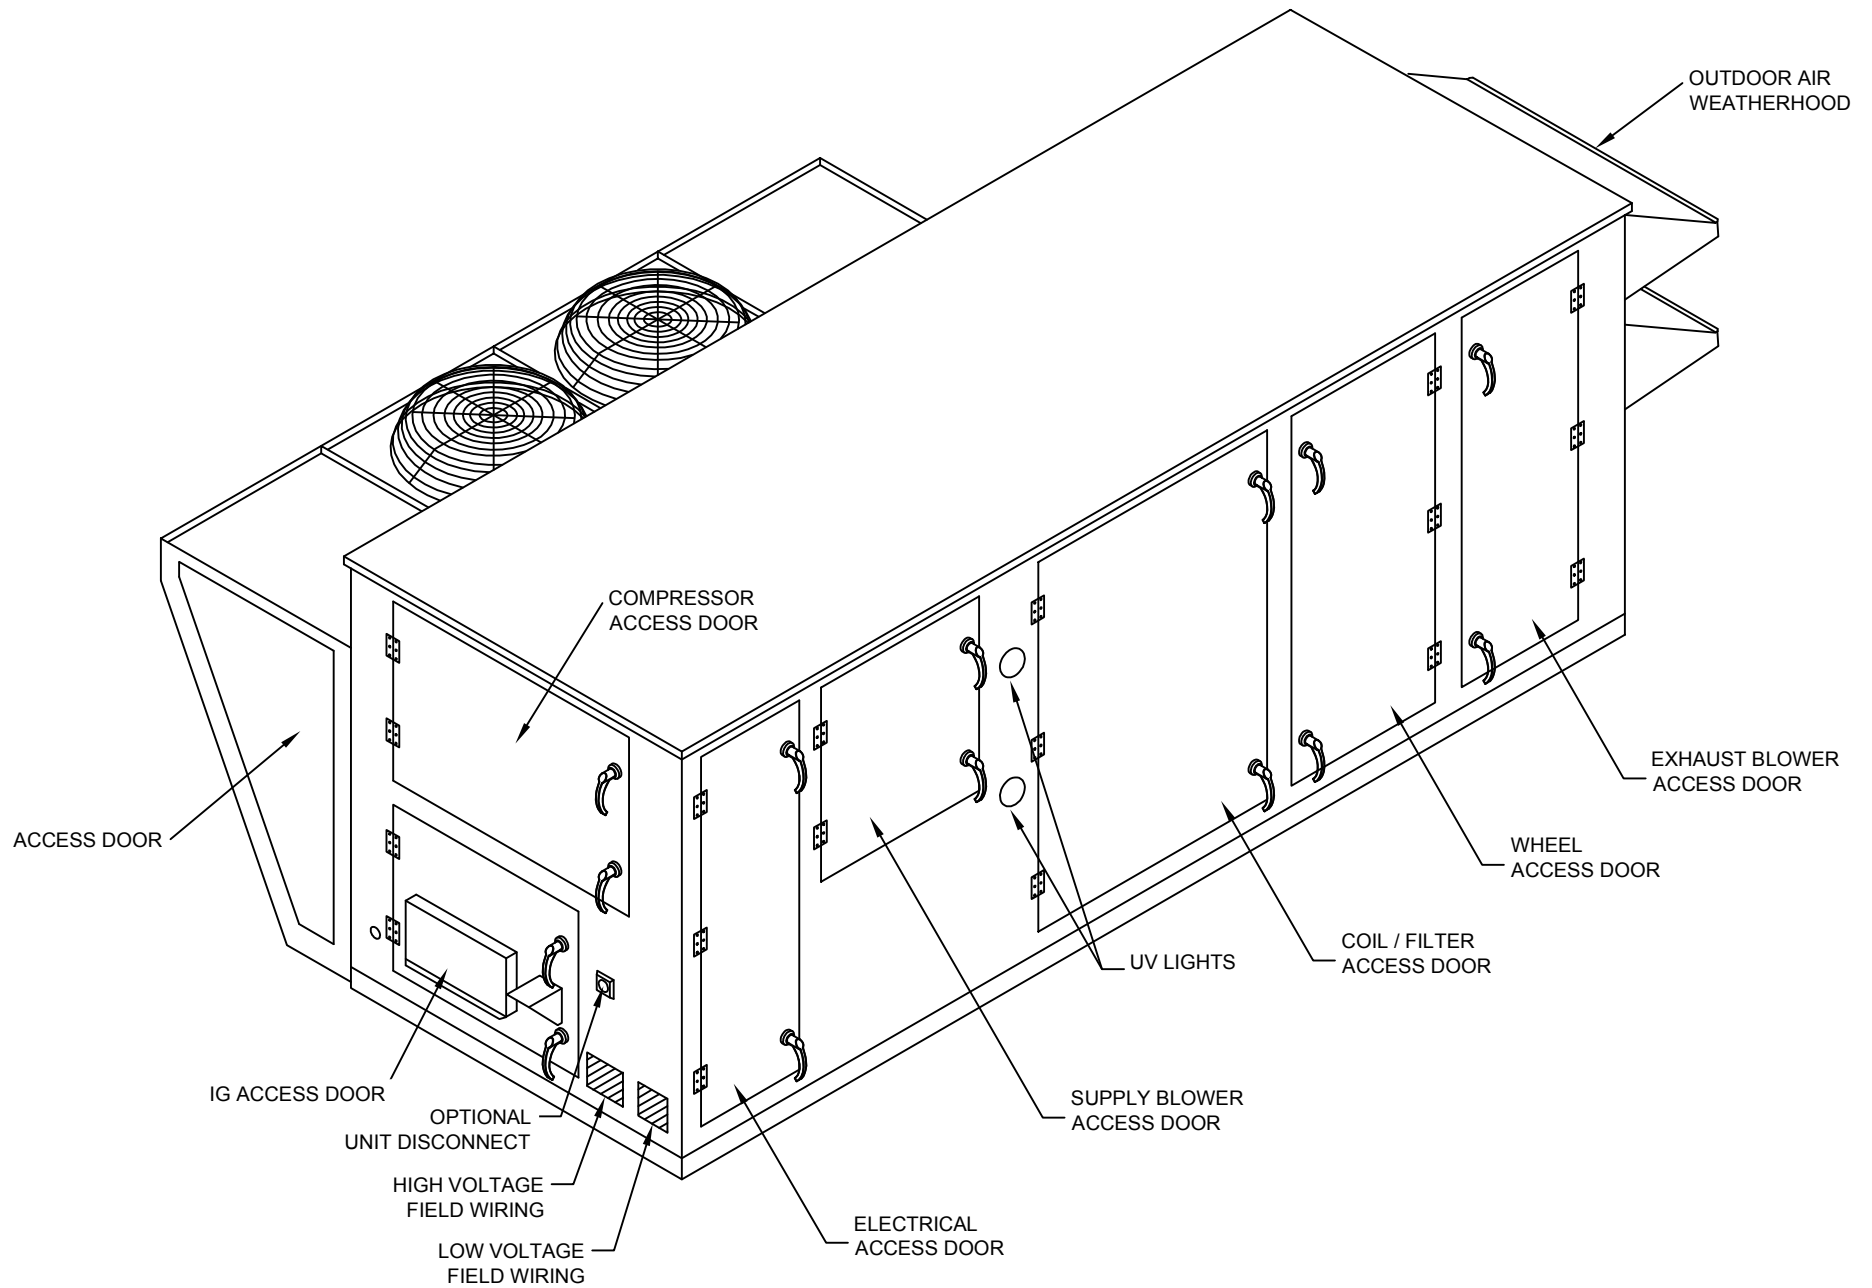 OUTDOOR AIR
WEATHERHOOD
COMPRESSOR
ACCESS DOOR
ACCESS DOOR
EXHAUST BLOWER
ACCESS DOOR
WHEEL
ACCESS DOOR
COIL / FILTER
ACCESS DOOR
UV LIGHTS
IG ACCESS DOOR
SUPPLY BLOWER
ACCESS DOOR
OPTIONAL
UNIT DISCONNECT
HIGH VOLTAGE
FIELD WIRING
ELECTRICAL
ACCESS DOOR
LOW VOLTAGE
FIELD WIRING